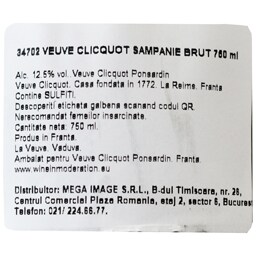 34702 VEUVE CLICQUOT SAMPANIE BRUT 750 ml
Alc. 12.5% vol. Veuve Clicquot Ponsardin
Veuve Clicquot. Casa fondata in 1772. La Reims. Franta
Contine SULFITI.
Descoperiti eticheta galbena scanand codul QR.
Nerecomandat femeilor insarcinate.
Cantitate neta: 750 ml.
Produs in Franta.
La Veuve. Vaduva.
Ambalat pentru Veuve Clicquot Ponsardin. Franta.
www.wineinmoderation.eu
Distribuitor: MEGA IMAGE S.R.L., B-dul Timisoara, nr. 26,
Centrul Comercial Plaza Romania, etaj 2, sector 6, Bucuresti
Telefon: 021/ 224.66.77.